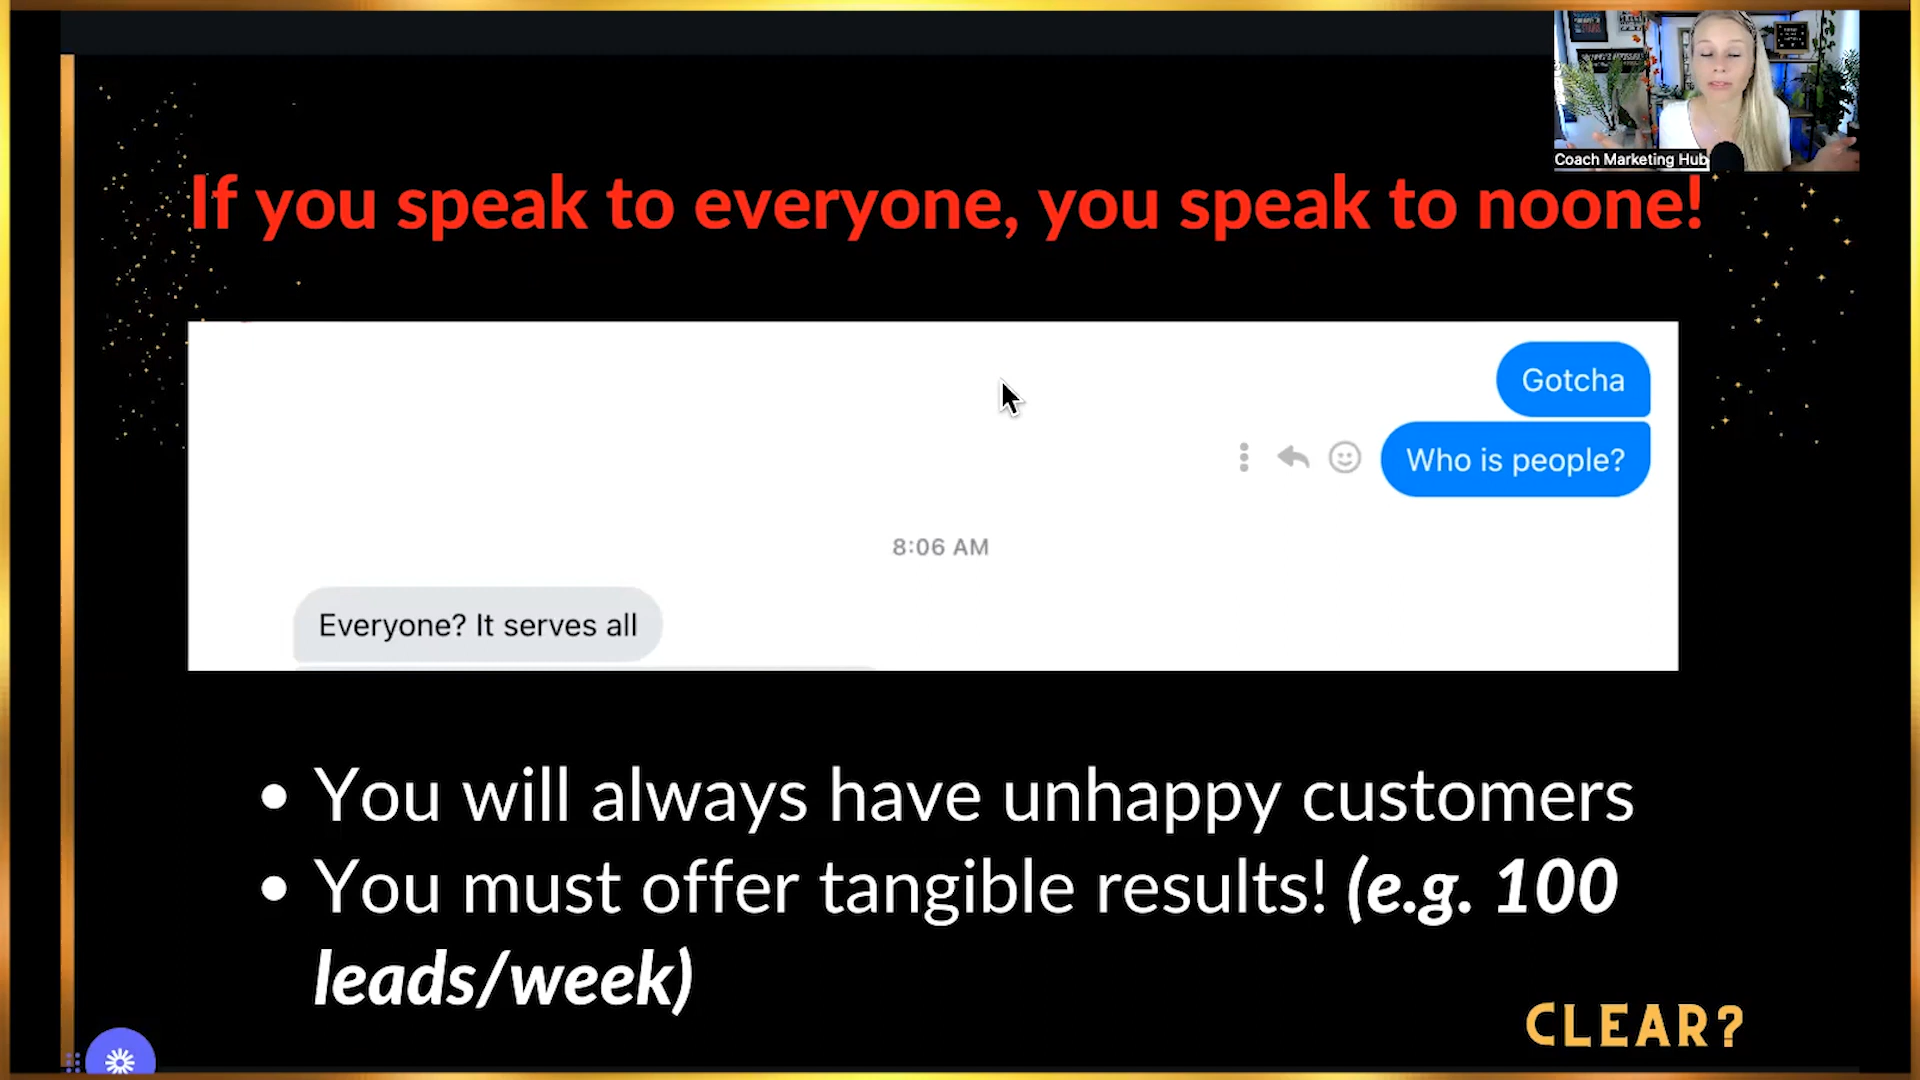 Coach Marketing Hub
If you speak to everyone, you speak to noone!
Gotcha
Who is people?
8:06 AM
Everyone? It serves all
• You will always have unhappy customers
• You must offer tangible results! (e.g. 100
leads/week)
CLEAR?